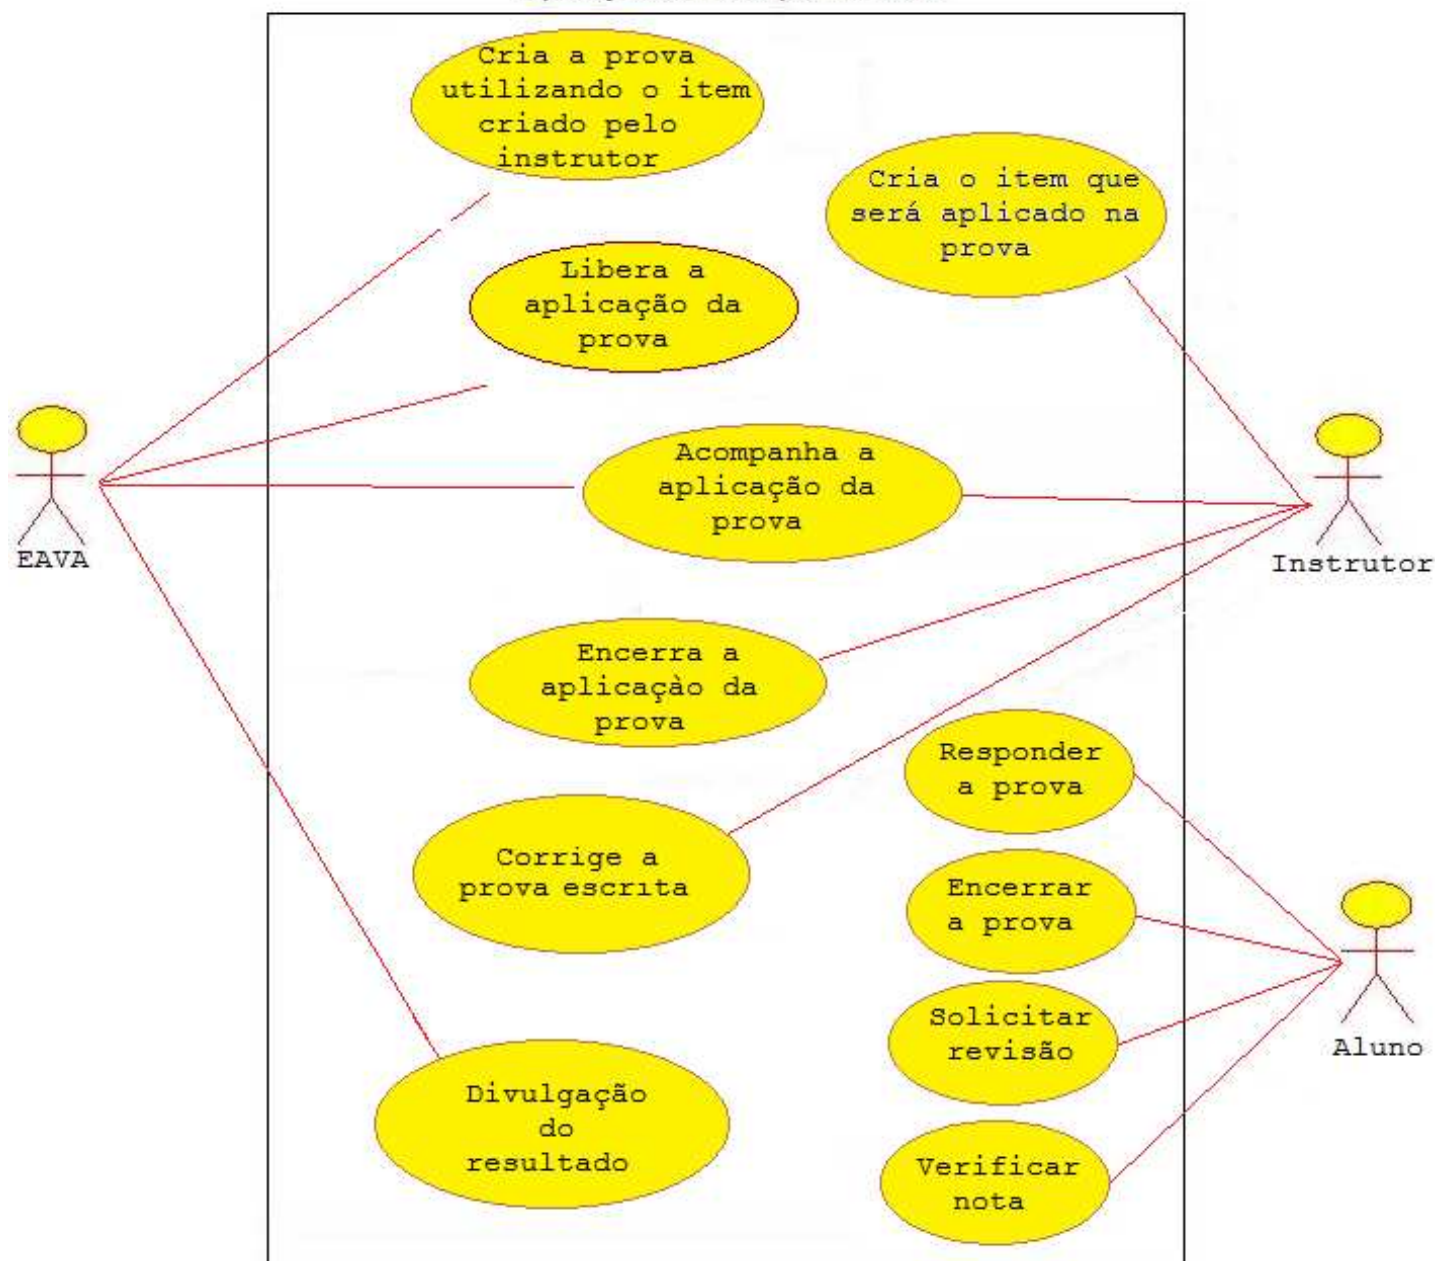 Cria a prova
utilizando o item
criado pelo
instrutor
Cria o item que
será aplicado na
prova
Libera a
aplicação da
prova
Acompanha a
aplicação da
prova
EAVA
Instrutor
Encerra a
aplicaçào da
prova
Responder
a prova
Corrige a
prova escrita
Encerrar
a prova
Solicitar
revisão
Aluno
Divulgação
do
resultado
Verificar
nota